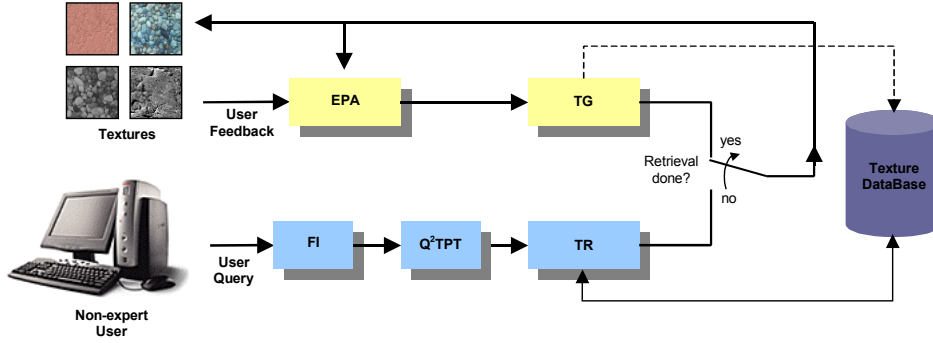 Textures
User
Feedback
EPA
TG
yes
Retrieval
done?
no
Texture
DataBase
Non-expert
User
User
Query
FI
Q²TPT
TR